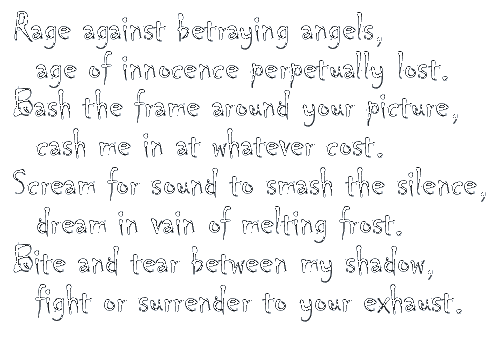 Rage against betraying angels,
age of innocence perpetually lost.
Bash the frame around your picture,
cash me in at whatever cost.
Scream for sound to smash the silence,
dream in vain of melting frost.
Bite and tear between my shadow,
fight or surrender to your exhaust.